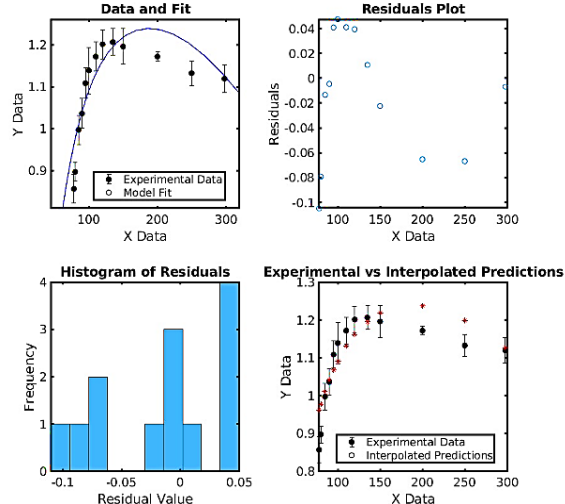 Data and Fit
Y Data
1.2
1.1
1
0.9
Experimental Data
Model Fit
100
200
300
X Data
Residuals Plot
Residuals
0.04
0.02
0
-0.02
-0.04
-0.06
-0.08
-0.1
100
150
200
250
300
X Data
Histogram of Residuals
Frequency
4
3
2
1
0
-0.1
-0.05
0
0.05
Residual Value
Experimental vs Interpolated Predictions
Y Data
1.3
1.2
1.1
1.0
0.9
0.8
Experimental Data
Interpolated Predictions
100
150
200
250
300
X Data